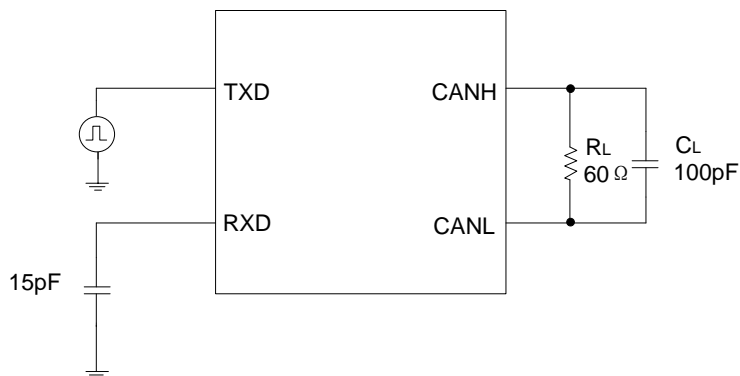 TXD
CANH
RL
60 Ω
CL
100pF
RXD
CANL
15pF